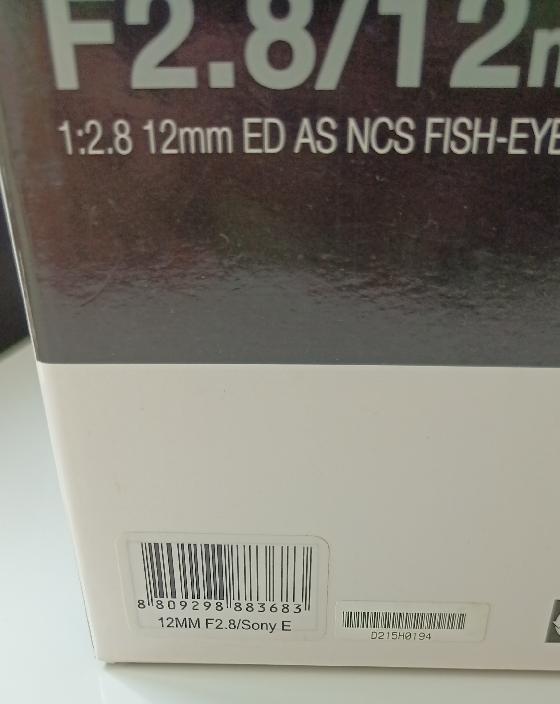 F2.8/12m
1:2.8 12mm ED AS NCS FISH-EYE
8 809298 883683
12MM F2.8/Sony E
D215H0194